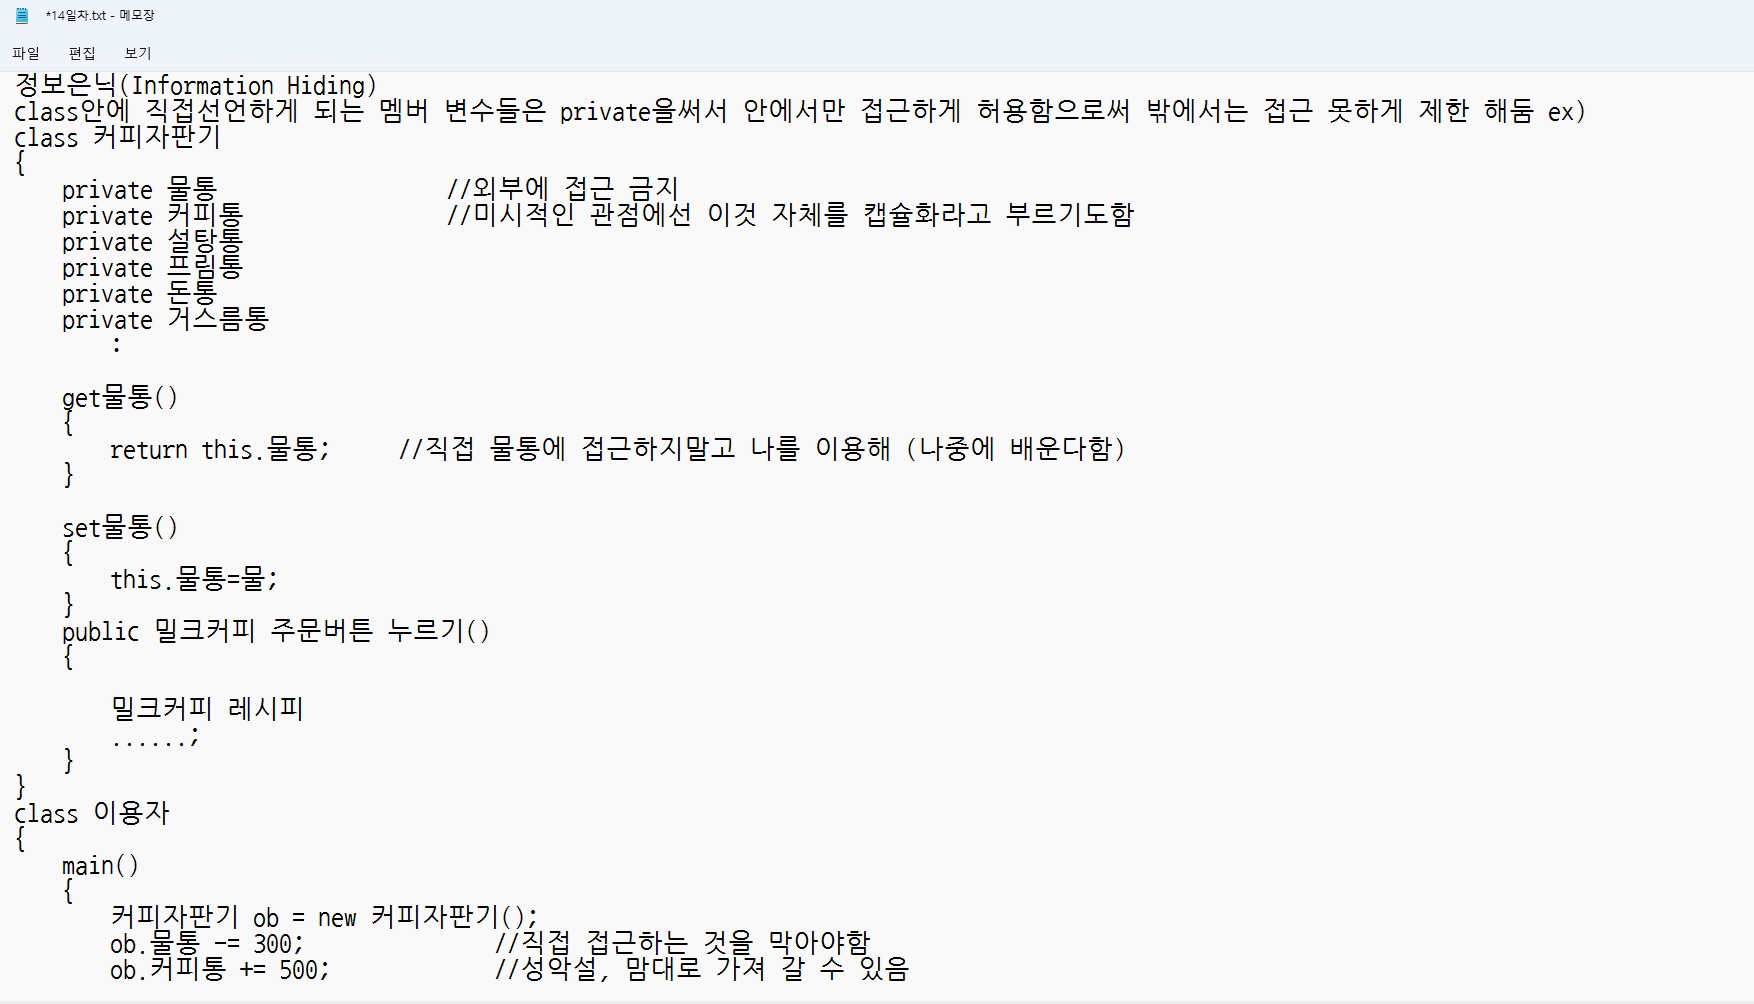 *14일차.txt - 메모장
파일 편집 보기
정보은닉(Information Hiding)
class안에 직접선언하게 되는 멤버 변수들은 private을써서 안에서만 접근하게 허용함으로써 밖에서는 접근 못하게 제한 해둠 ex)
class 커피자판기
{
private 물통 //외부에 접근 금지
private 커피통 //미시적인 관점에선 이것 자체를 캡슐화라고 부르기도함
private 설탕통
private 프림통
private 돈통
private 거스름통
:
get물통()
{
return this.물통; //직접 물통에 접근하지말고 나를 이용해 (나중에 배운다함)
}
set물통()
{
this.물통=물;
}
public 밀크커피 주문버튼 누르기()
{
밀크커피 레시피
......;
}
}
class 이용자
{
main()
{
커피자판기 ob = new 커피자판기();
ob.물통 -= 300; //직접 접근하는 것을 막아야함
ob.커피통 += 500; //성악설, 맘대로 가져 갈 수 있음